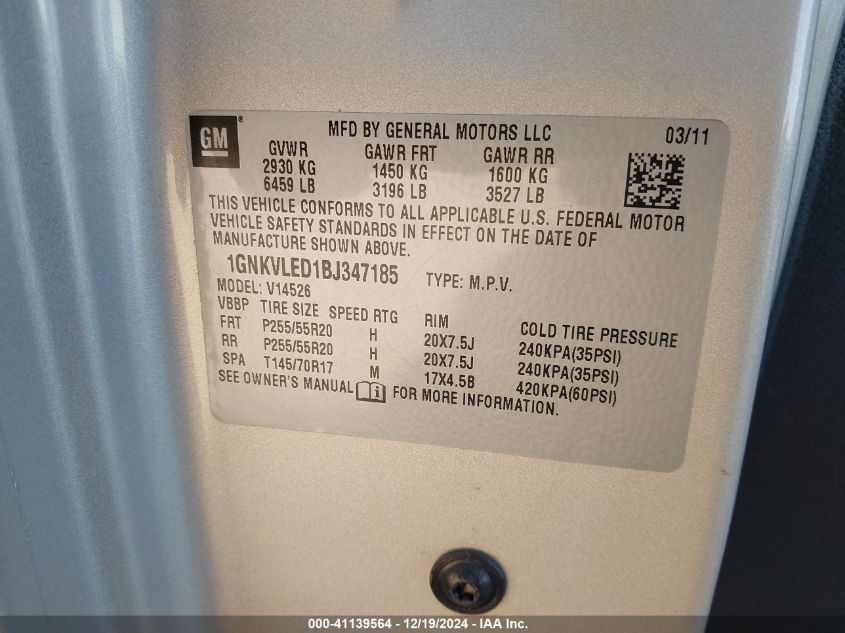 GM
MFD BY GENERAL MOTORS LLC 03/11
GVWR GAWR FRT GAWR RR
2930 KG 1450 KG 1600 KG
6459 LB 3196 LB 3527 LB
THIS VEHICLE CONFORMS TO ALL APPLICABLE U.S. FEDERAL MOTOR
VEHICLE SAFETY STANDARDS IN EFFECT ON THE DATE OF
MANUFACTURE SHOWN ABOVE.
1GNKVLED1BJ347185 TYPE: M.P.V.
MODEL: V14526
VBBP TIRE SIZE SPEED RTG RIM COLD TIRE PRESSURE
FRT P255/55R20 H 20X7.5J 240KPA(35PSI)
RR P255/55R20 H 20X7.5J 240KPA(35PSI)
SPA T145/70R17 M 17X4.5B 420KPA(60PSI)
SEE OWNER'S MANUAL FOR MORE INFORMATION.
000-41139564 - 12/19/2024 - IAA Inc.